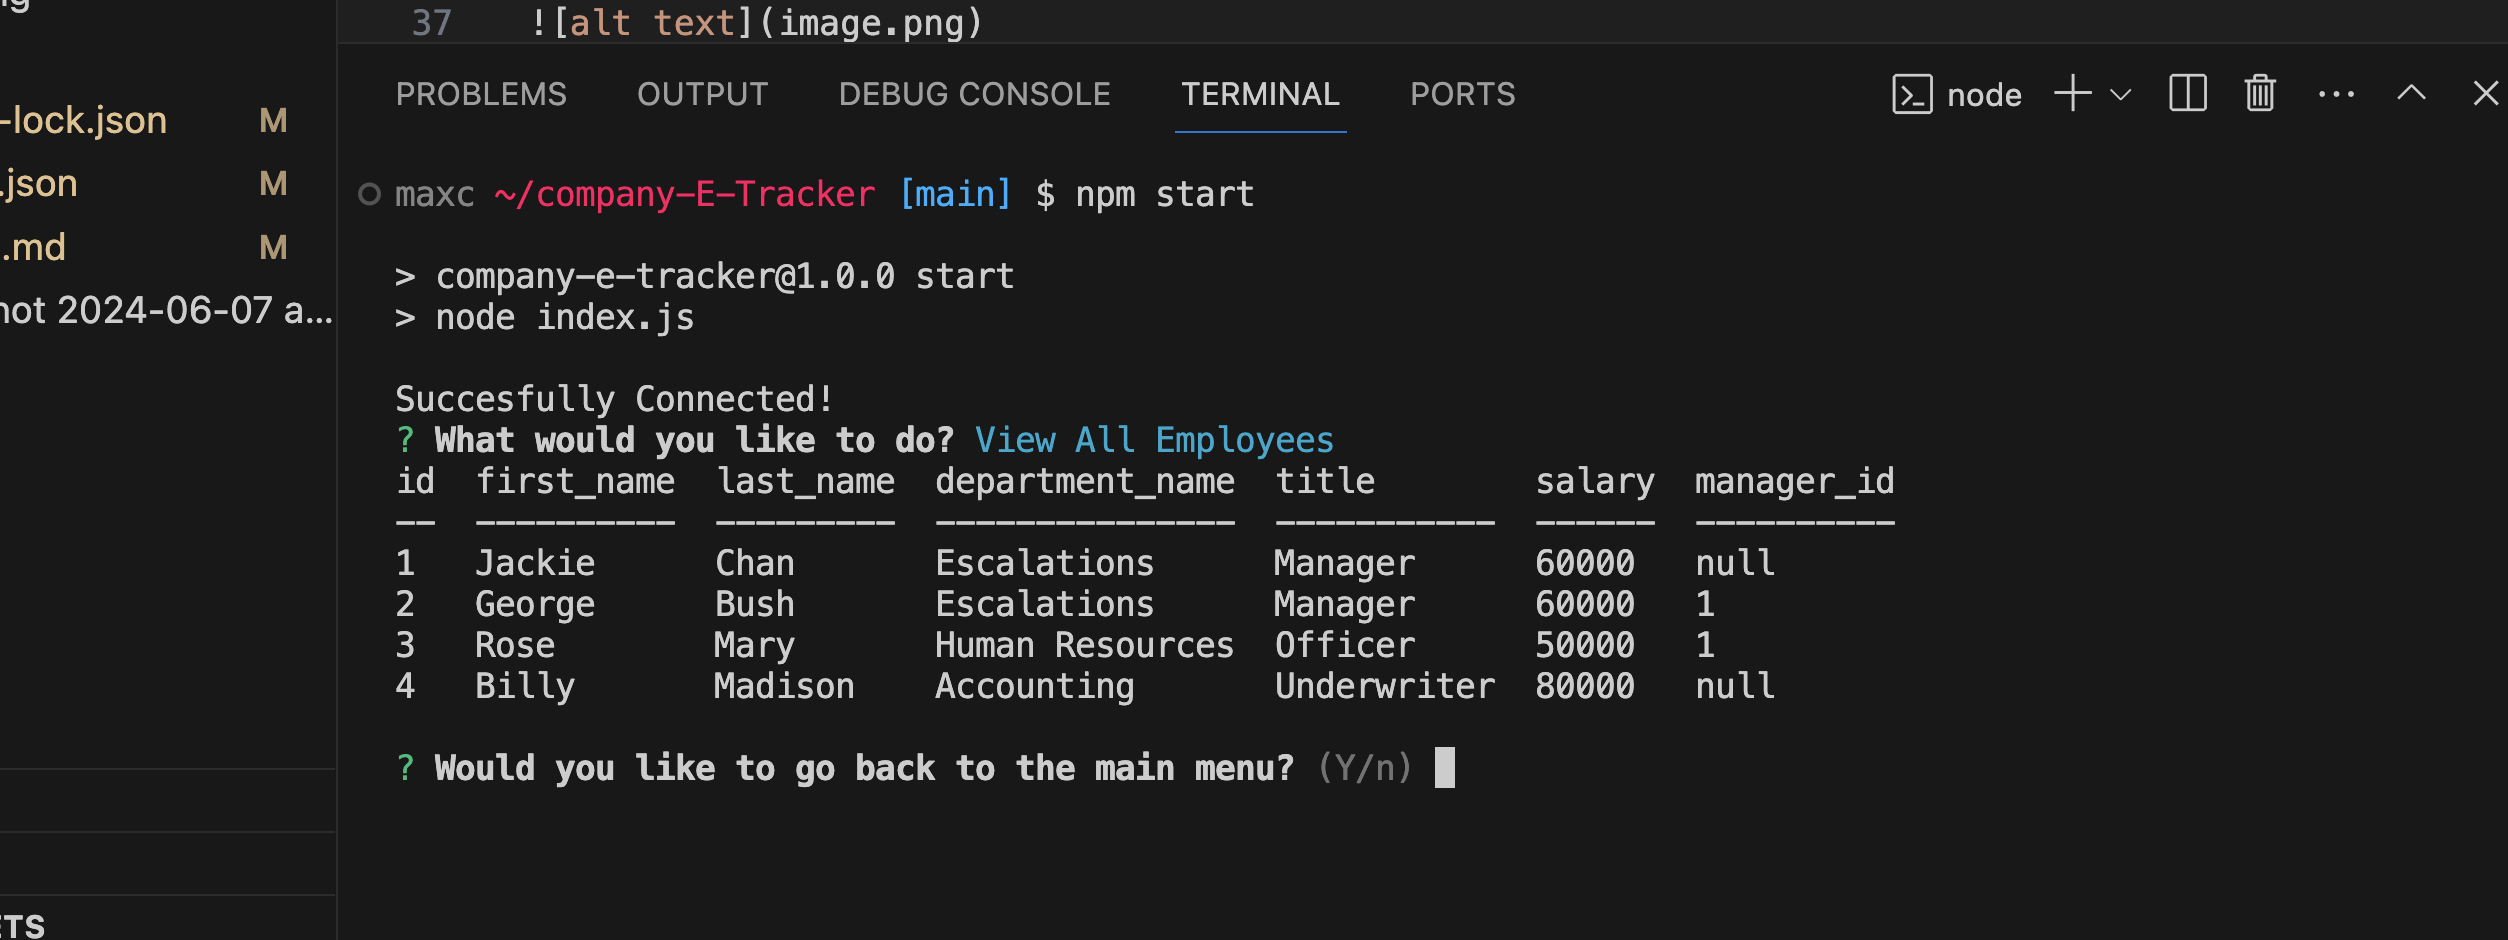 37 ![alt text](image.png)
PROBLEMS OUTPUT DEBUG CONSOLE TERMINAL PORTS node
-lock.json M
.json M
.md M
2024-06-07 a...
maxc ~/company-E-Tracker [main] $ npm start
> company-e-tracker@1.0.0 start
> node index.js
Succesfully Connected!
? What would you like to do? View All Employees
id first_name last_name department_name title salary manager_id
-- ---------- --------- --------------- ----------- ------ ----------
1 Jackie Chan Escalations Manager 60000 null
2 George Bush Escalations Manager 60000 1
3 Rose Mary Human Resources Officer 50000 1
4 Billy Madison Accounting Underwriter 80000 null
? Would you like to go back to the main menu? (Y/n)